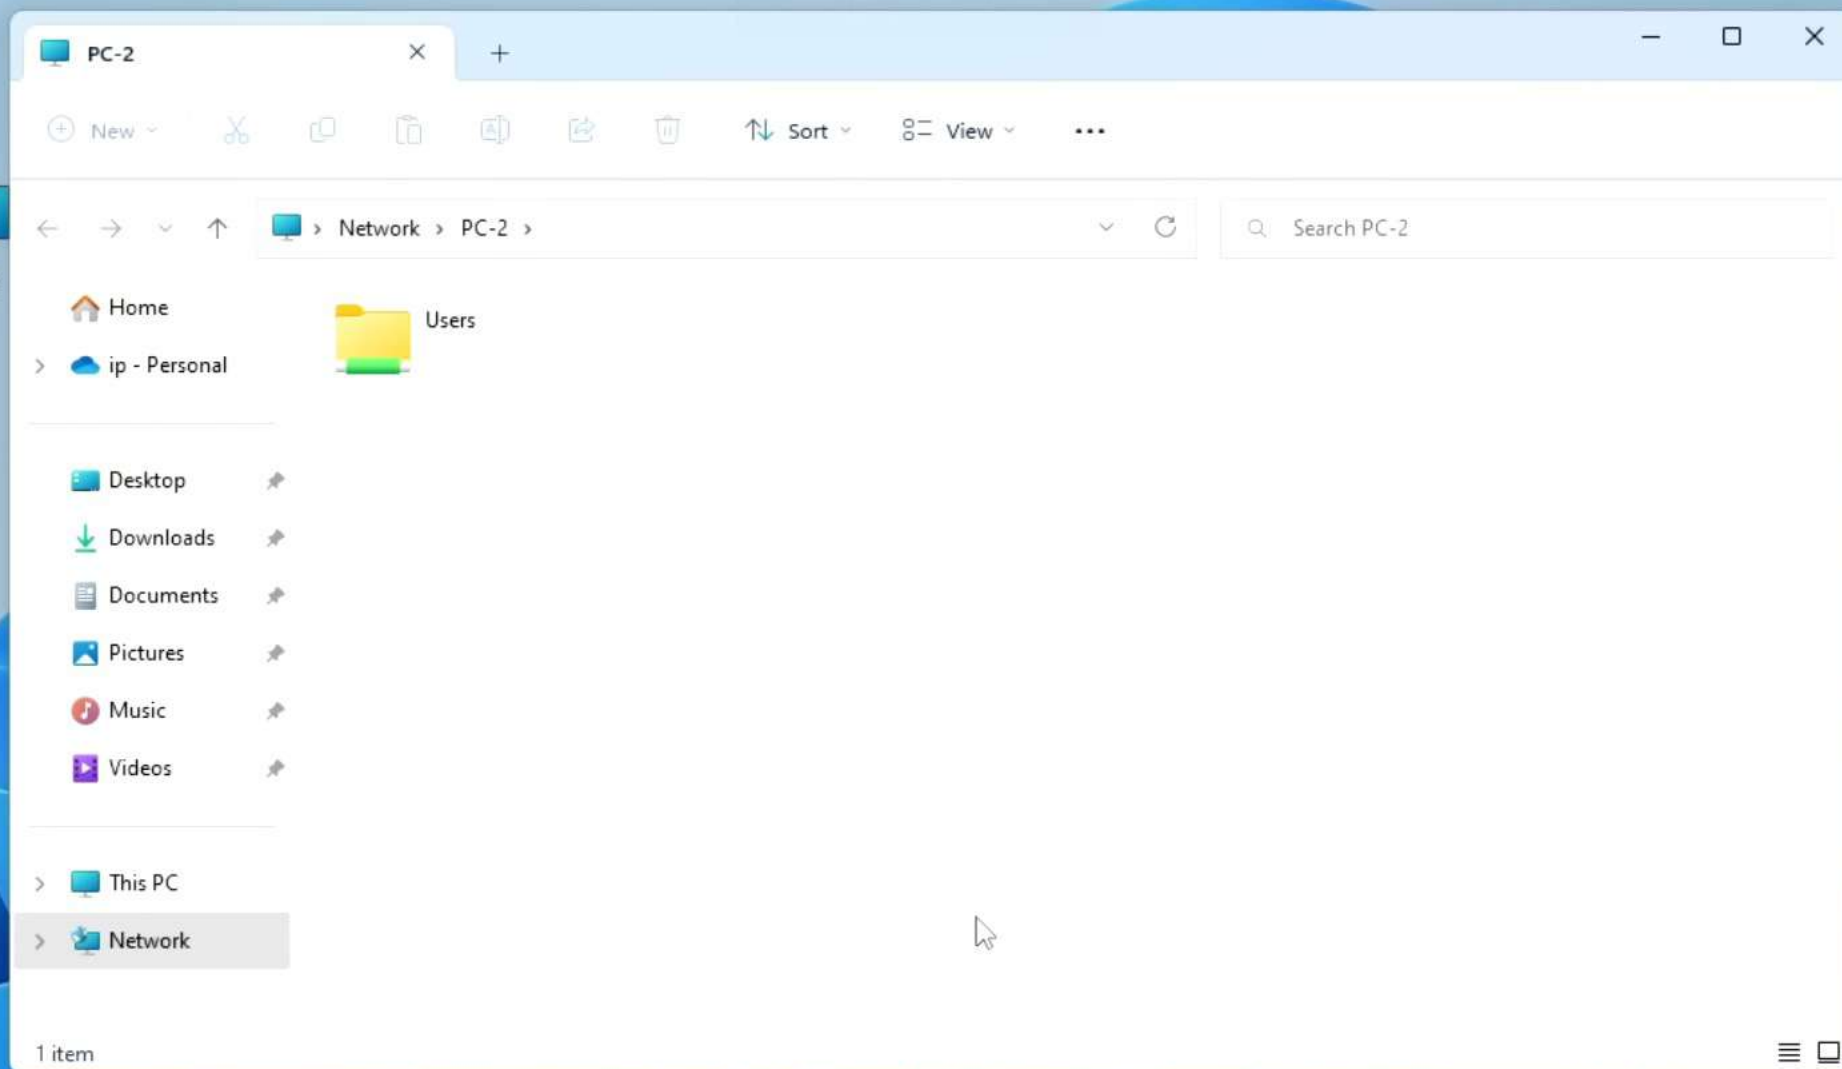 PC-2
New
Sort
View
Network PC-2
Search PC-2
Home
ip - Personal
Desktop
Downloads
Documents
Pictures
Music
Videos
This PC
Network
Users
1 item